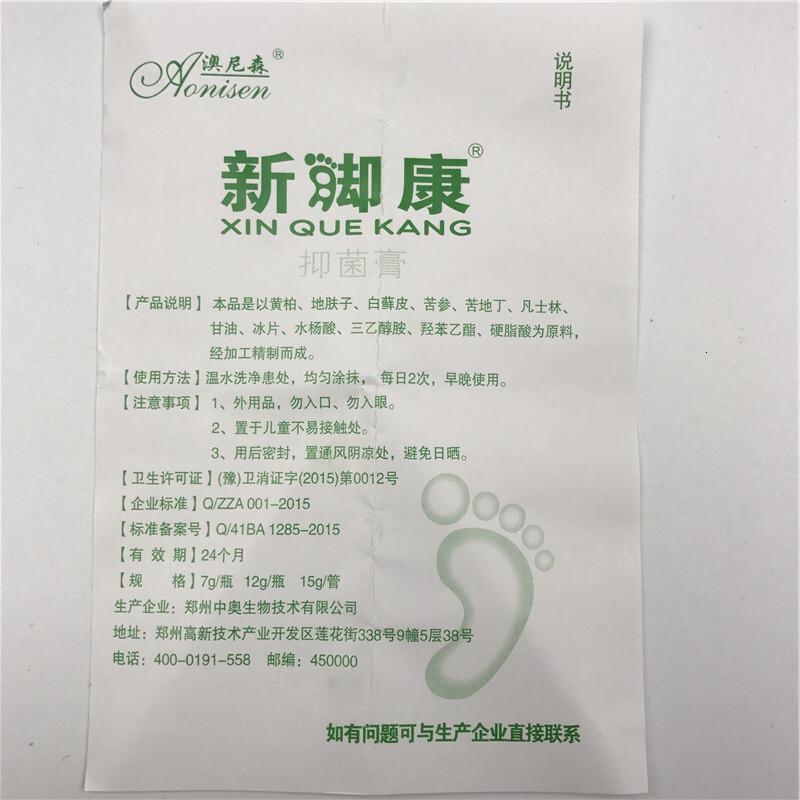 澳尼森®
Aonisen
说明书
新脚康®
XIN QUE KANG
抑菌膏
【产品说明】本品是以黄柏、地肤子、白鲜皮、苦参、苦地丁、凡士林、
甘油、冰片、水杨酸、三乙醇胺、羟苯乙酯、硬脂酸为原料，
经加工精制而成。
【使用方法】温水洗净患处，均匀涂抹， 每日2次，早晚使用。
【注意事项】1、外用品，勿入口、勿入眼。
2、置于儿童不易接触处。
3、用后密封，置通风阴凉处，避免日晒。
【卫生许可证】(豫)卫消证字(2015)第0012号
【企业标准】Q/ZZA 001-2015
【标准备案号】Q/41BA 1285-2015
【有 效 期】24个月
【规 格】7g/瓶 12g/瓶 15g/管
生产企业：郑州中奥生物技术有限公司
地址：郑州高新技术产业开发区莲花街338号9幢5层38号
电话：400-0191-558 邮编：450000
如有问题可与生产企业直接联系